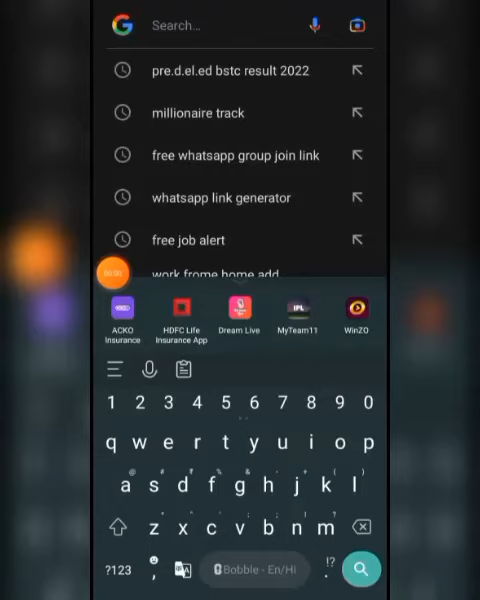 Search...
pre.d.el.ed bstc result 2022
millionaire track
free whatsapp group join link
whatsapp link generator
free job alert
work frome home add
00:00
ACKO Insurance
HDFC Life Insurance App
Dream Live
MyTeam11
WinZO
1 2 3 4 5 6 7 8 9 0
q w e r t y u i o p
@ # ₹ % & - + ( )
a s d f g h j k l
z x c v b n m
?123 , Bobble · En/Hi !? .